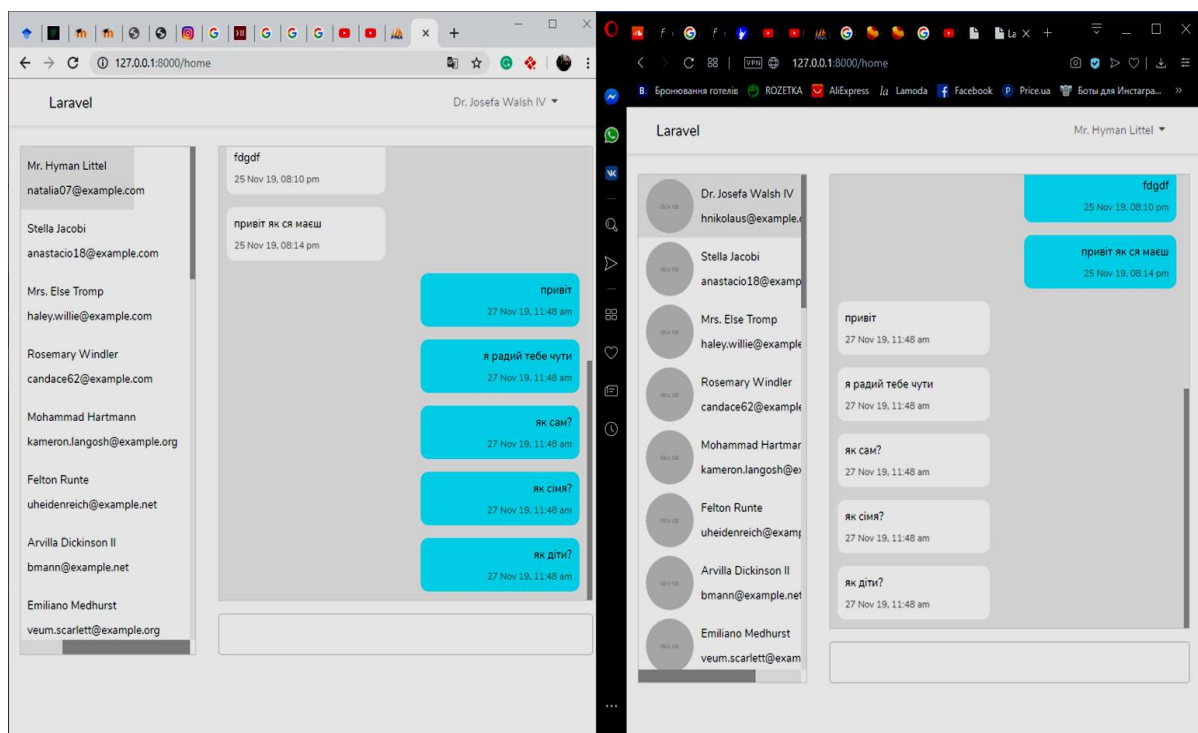 127.0.0.1:8000/home
Laravel
Dr. Josefa Walsh IV
Mr. Hyman Littel
natalia07@example.com
Stella Jacobi
anastacio18@example.com
Mrs. Else Tromp
haley.willie@example.com
Rosemary Windler
candace62@example.com
Mohammad Hartmann
kameron.langosh@example.org
Felton Runte
uheidenreich@example.net
Arvilla Dickinson II
bmann@example.net
Emiliano Medhurst
veum.scarlett@example.org
fdgdf
25 Nov 19, 08:10 pm
привіт як ся маєш
25 Nov 19, 08:14 pm
привіт
27 Nov 19, 11:48 am
я радий тебе чути
27 Nov 19, 11:48 am
як сам?
27 Nov 19, 11:48 am
як сімя?
27 Nov 19, 11:48 am
як діти?
27 Nov 19, 11:48 am
La
VPN 127.0.0.1:8000/home
B. Бронювання готелів ROZETKA AliExpress la Lamoda Facebook P Price.ua Боты для Инстагра...
Laravel
Mr. Hyman Littel
Dr. Josefa Walsh IV
hnikolaus@example.
Stella Jacobi
anastacio18@examp
Mrs. Else Tromp
haley.willie@example
Rosemary Windler
candace62@example
Mohammad Hartmar
kameron.langosh@ex
Felton Runte
uheidenreich@examp
Arvilla Dickinson II
bmann@example.net
Emiliano Medhurst
veum.scarlett@exam
fdgdf
25 Nov 19, 08:10 pm
привіт як ся маєш
25 Nov 19, 08:14 pm
привіт
27 Nov 19, 11:48 am
я радий тебе чути
27 Nov 19, 11:48 am
як сам?
27 Nov 19, 11:48 am
як сімя?
27 Nov 19, 11:48 am
як діти?
27 Nov 19, 11:48 am